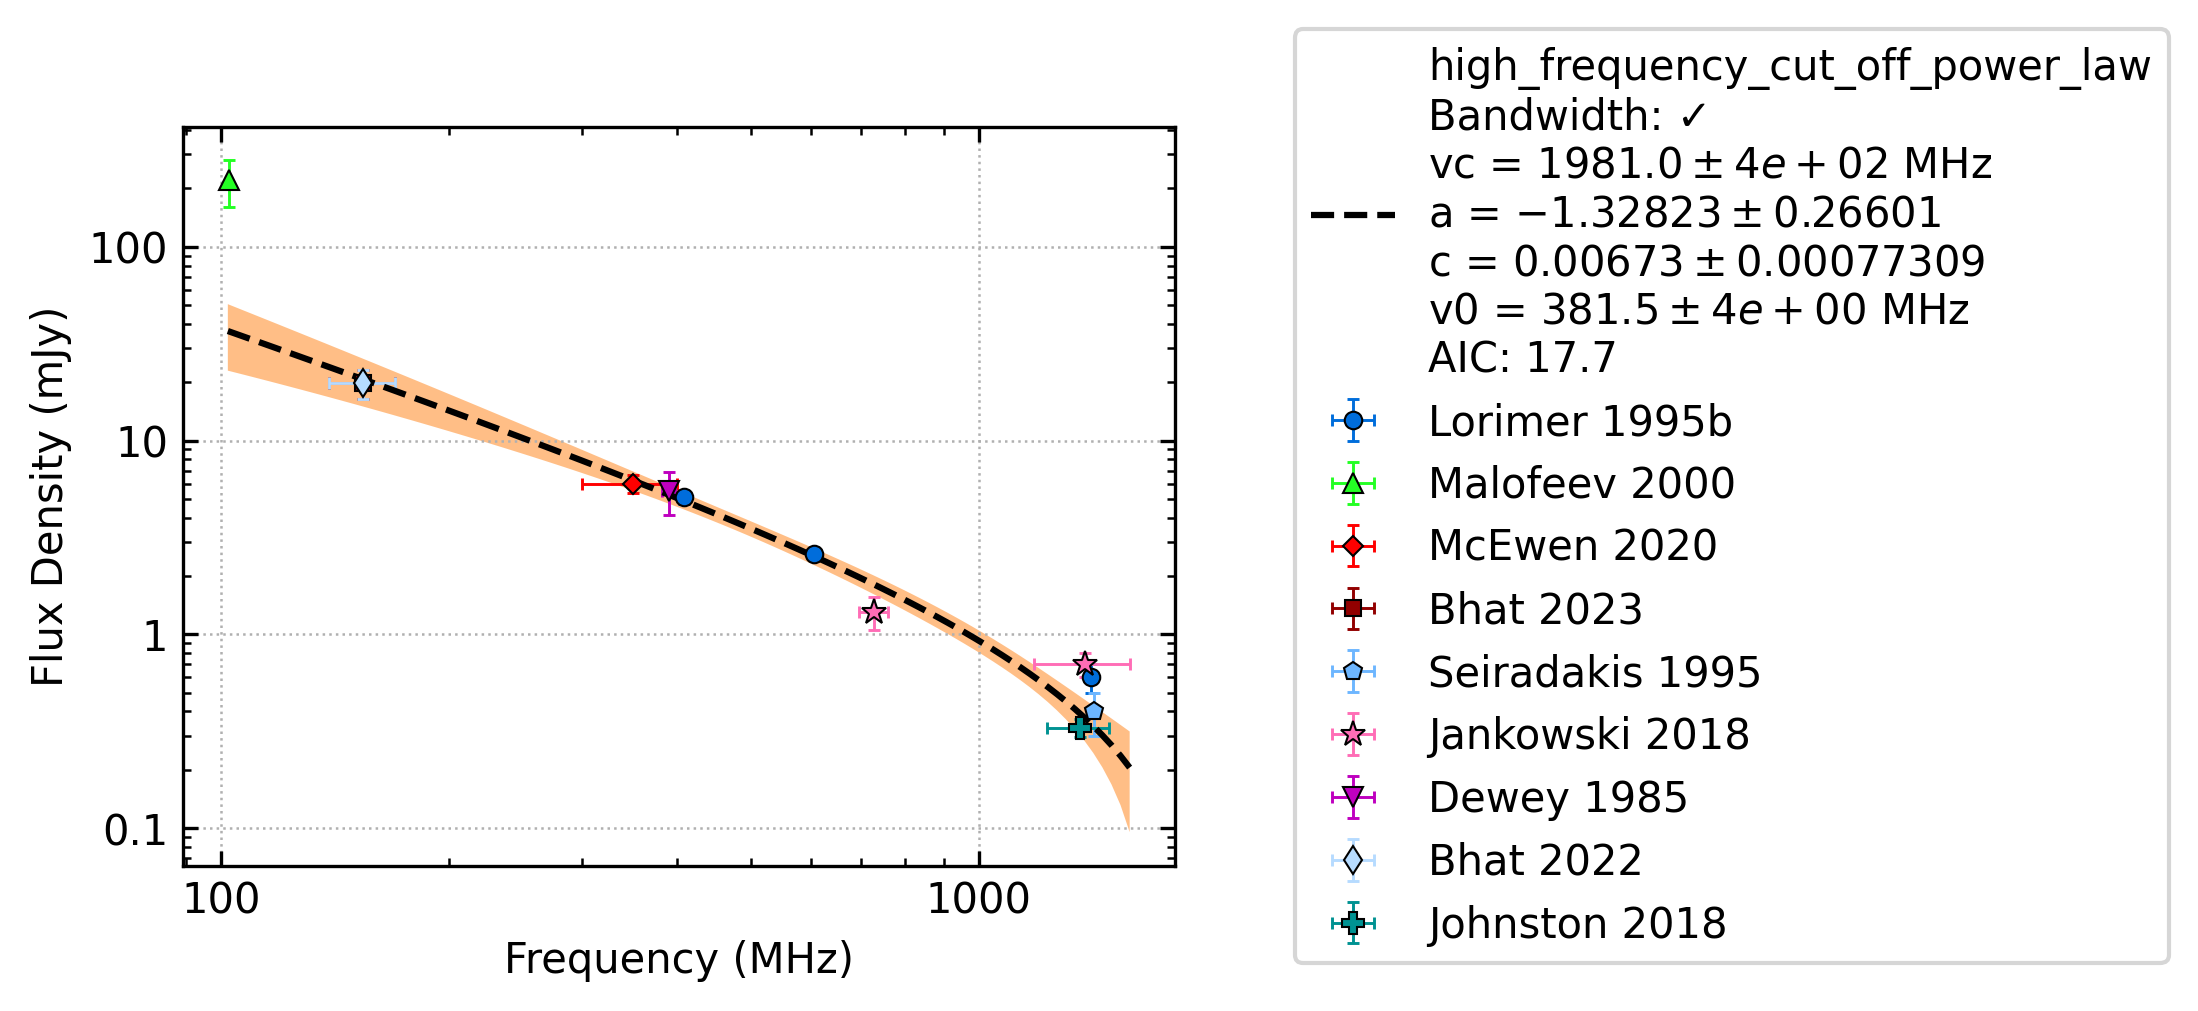 high_frequency_cut_off_power_law
Bandwidth: ✓
vc = 1981.0 ± 4e + 02 MHz
a = −1.32823 ± 0.26601
c = 0.00673 ± 0.00077309
v0 = 381.5 ± 4e + 00 MHz
AIC: 17.7
Lorimer 1995b
Malofeev 2000
McEwen 2020
Bhat 2023
Seiradakis 1995
Jankowski 2018
Dewey 1985
Bhat 2022
Johnston 2018
Flux Density (mJy)
100
10
1
0.1
100
1000
Frequency (MHz)